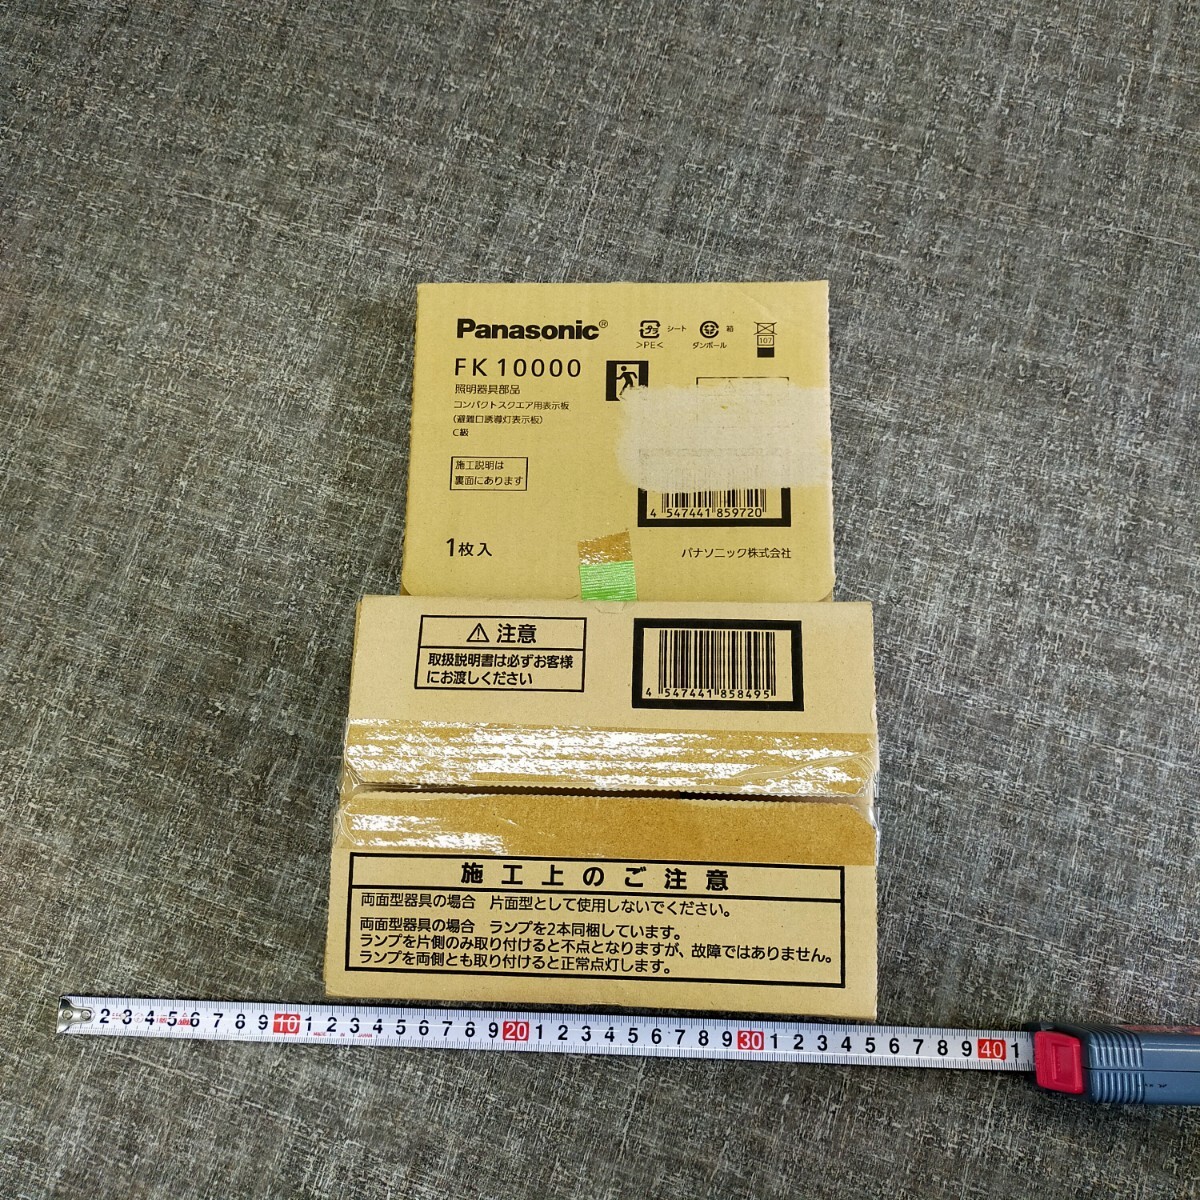 Panasonic®
プラ シート 箱
>PE< ダンボール
107
FK10000
照明器具部品
コンパクトスクエア用表示板
(避難口誘導灯表示板)
C級
施工説明は
裏面にあります
4 547441 859720
1枚入
パナソニック株式会社
⚠ 注意
取扱説明書は必ずお客様
にお渡しください
4 547441 858495
施工上のご注意
両面型器具の場合 片面型として使用しないでください。
両面型器具の場合 ランプを2本同梱しています。
ランプを片側のみ取り付けると不点となりますが、故障ではありません。
ランプを両側とも取り付けると正常点灯します。
2 3 4 5 6 7 8 9 10 1 2 3 4 5 6 7 8 9 20 1 2 3 4 5 6 7 8 9 30 1 2 3 4 5 6 7 8 9 40 1